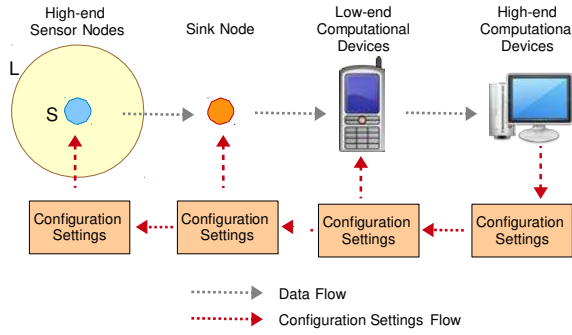 High-end
Sensor Nodes
Sink Node
Low-end
Computational
Devices
High-end
Computational
Devices
L
S
Configuration
Settings
Configuration
Settings
Configuration
Settings
Configuration
Settings
Data Flow
Configuration Settings Flow